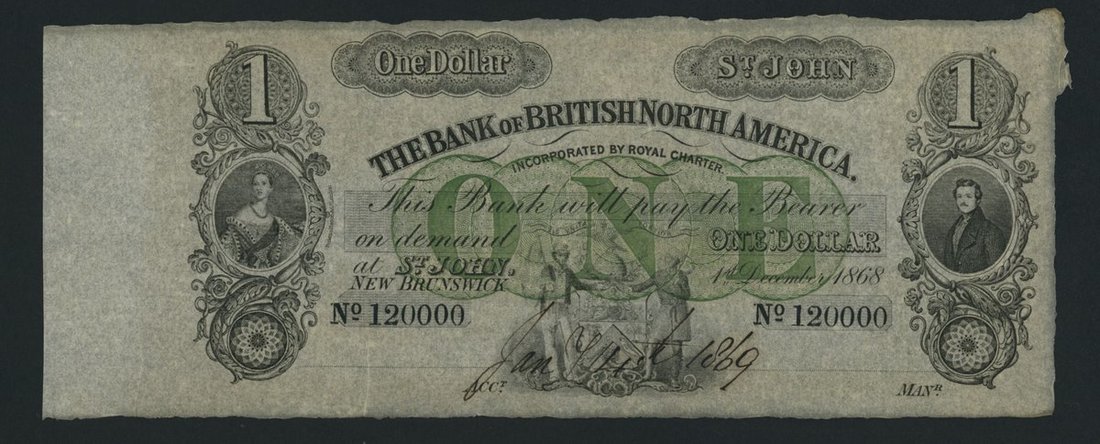 1 One Dollar ST. JOHN 1
THE BANK OF BRITISH NORTH AMERICA.
INCORPORATED BY ROYAL CHARTER.
ONE
This Bank will pay the Bearer
on demand ONE DOLLAR
at ST. JOHN, 1st December 1868
NEW BRUNSWICK
No 120000 No 120000
1869
ACCT. MANR.